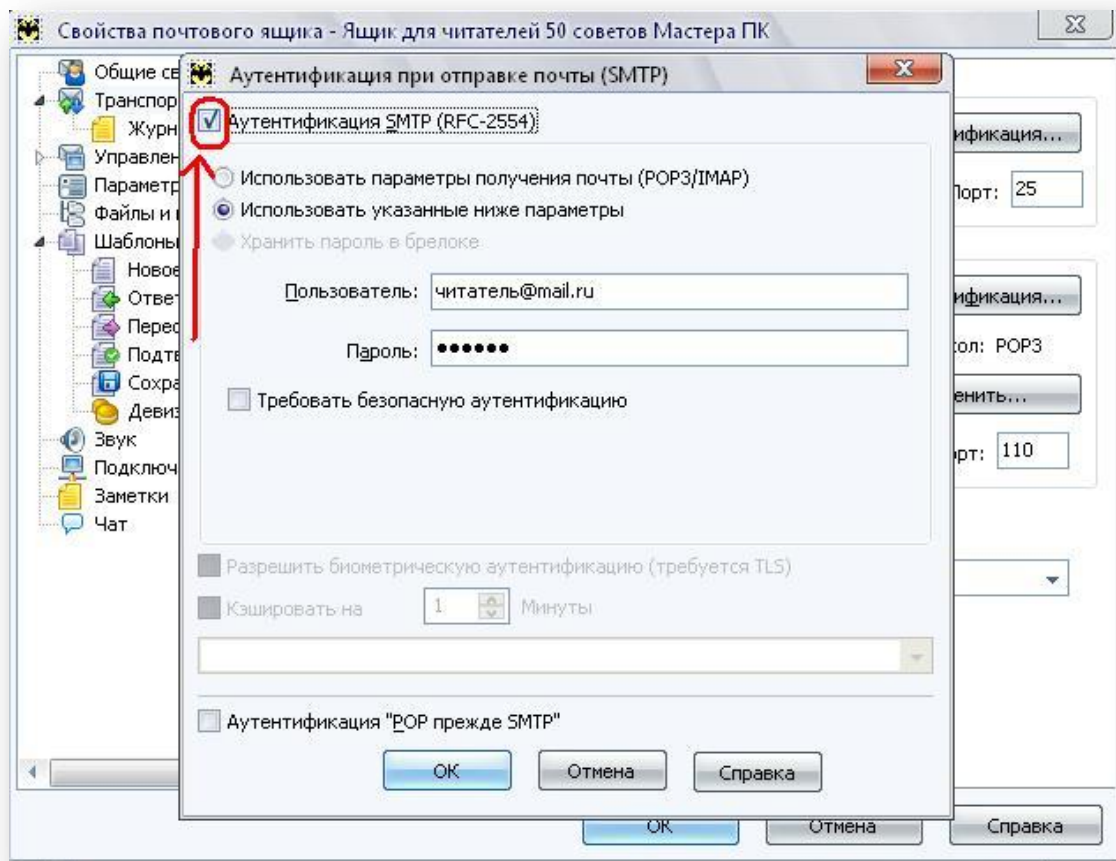 Свойства почтового ящика - Ящик для читателей 50 советов Мастера ПК
Общие св
Транспор
Журн
Управлен
Параметр
Файлы и
Шаблоны
Новое
Ответ
Перес
Подтв
Сохра
Девиз
Звук
Подключ
Заметки
Чат
Аутентификация при отправке почты (SMTP)
Аутентификация SMTP (RFC-2554)
Использовать параметры получения почты (POP3/IMAP)
Использовать указанные ниже параметры
Хранить пароль в брелоке
Пользователь: читатель@mail.ru
Пароль: ••••••
Требовать безопасную аутентификацию
Разрешить биометрическую аутентификацию (требуется TLS)
Кэшировать на 1 Минуты
Аутентификация "POP прежде SMTP"
ОК Отмена Справка
ификация...
Порт: 25
ификация...
кол: POP3
енить...
орт: 110
ОК Отмена Справка